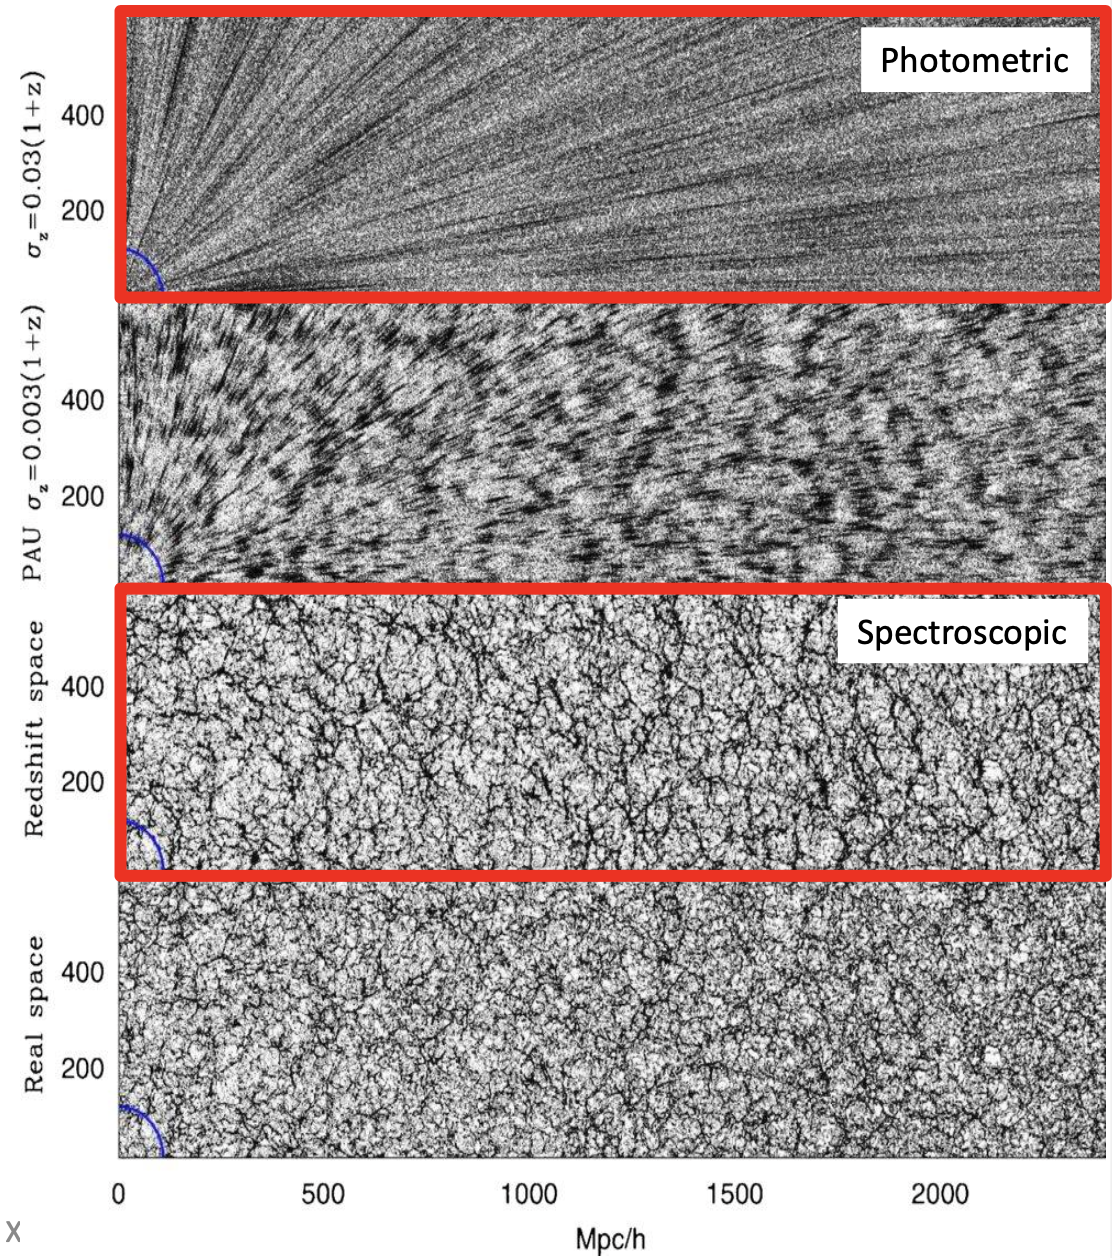 Photometric
σz=0.03(1+z)
400
200
PAU σz=0.003(1+z)
400
200
Spectroscopic
Redshift space
400
200
Real space
400
200
0 500 1000 1500 2000
Mpc/h
X